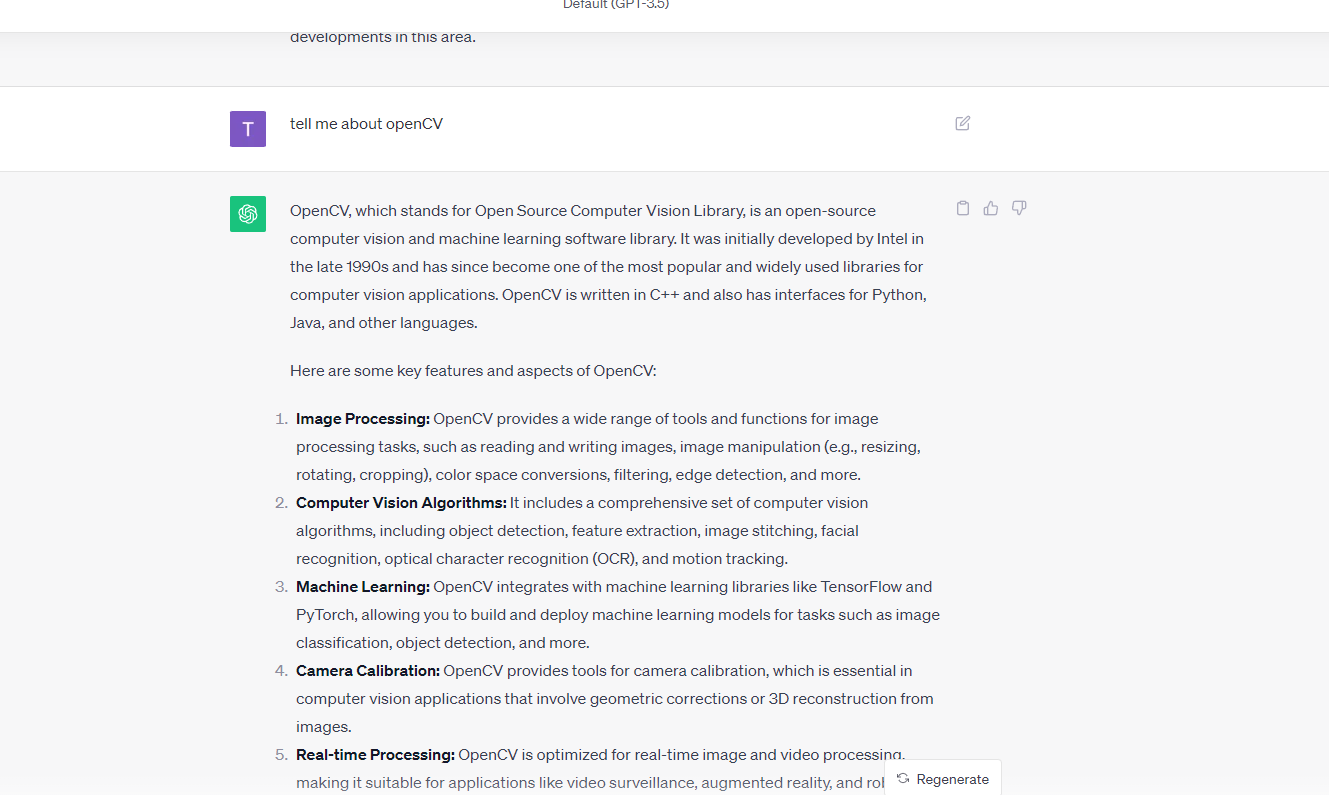 Default (GPT-3.5)
developments in this area.
T
tell me about openCV
OpenCV, which stands for Open Source Computer Vision Library, is an open-source
computer vision and machine learning software library. It was initially developed by Intel in
the late 1990s and has since become one of the most popular and widely used libraries for
computer vision applications. OpenCV is written in C++ and also has interfaces for Python,
Java, and other languages.
Here are some key features and aspects of OpenCV:
1. Image Processing: OpenCV provides a wide range of tools and functions for image
processing tasks, such as reading and writing images, image manipulation (e.g., resizing,
rotating, cropping), color space conversions, filtering, edge detection, and more.
2. Computer Vision Algorithms: It includes a comprehensive set of computer vision
algorithms, including object detection, feature extraction, image stitching, facial
recognition, optical character recognition (OCR), and motion tracking.
3. Machine Learning: OpenCV integrates with machine learning libraries like TensorFlow and
PyTorch, allowing you to build and deploy machine learning models for tasks such as image
classification, object detection, and more.
4. Camera Calibration: OpenCV provides tools for camera calibration, which is essential in
computer vision applications that involve geometric corrections or 3D reconstruction from
images.
5. Real-time Processing: OpenCV is optimized for real-time image and video processing,
making it suitable for applications like video surveillance, augmented reality, and
Regenerate